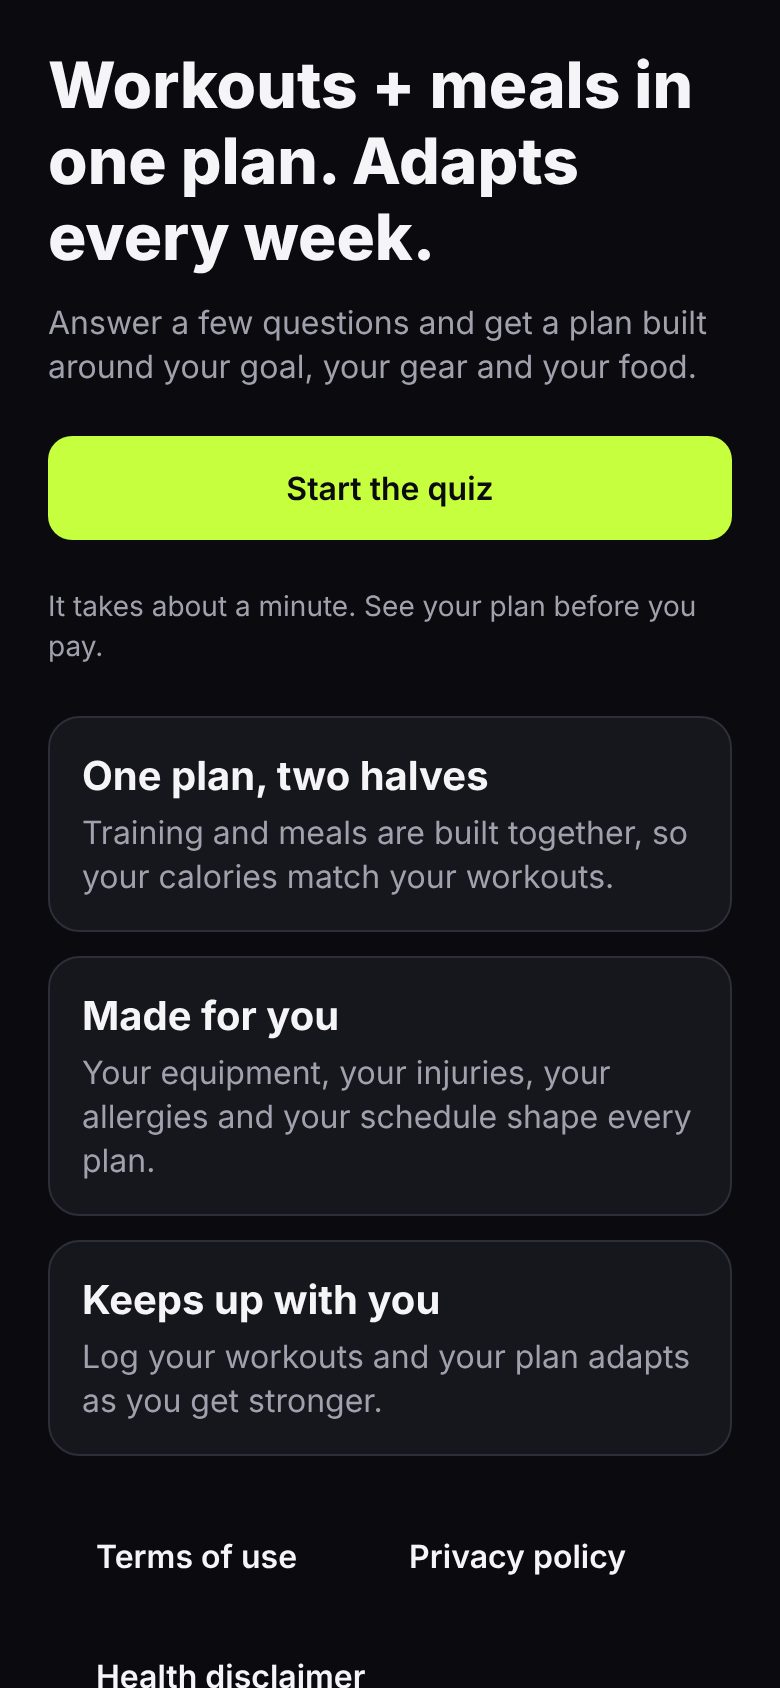 Workouts + meals in
one plan. Adapts
every week.
Answer a few questions and get a plan built
around your goal, your gear and your food.
Start the quiz
It takes about a minute. See your plan before you
pay.
One plan, two halves
Training and meals are built together, so
your calories match your workouts.
Made for you
Your equipment, your injuries, your
allergies and your schedule shape every
plan.
Keeps up with you
Log your workouts and your plan adapts
as you get stronger.
Terms of use
Privacy policy
Health disclaimer